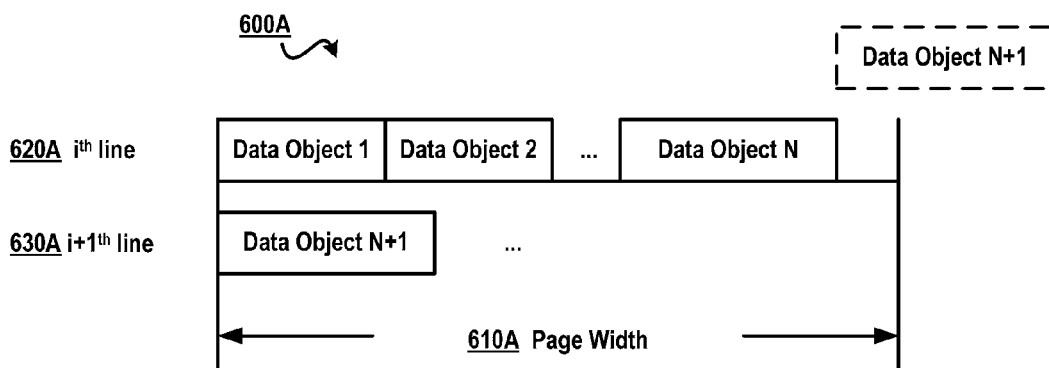 600A
Data Object N+1
620A ith line Data Object 1 Data Object 2 ... Data Object N
630A i+1th line Data Object N+1 ...
610A Page Width